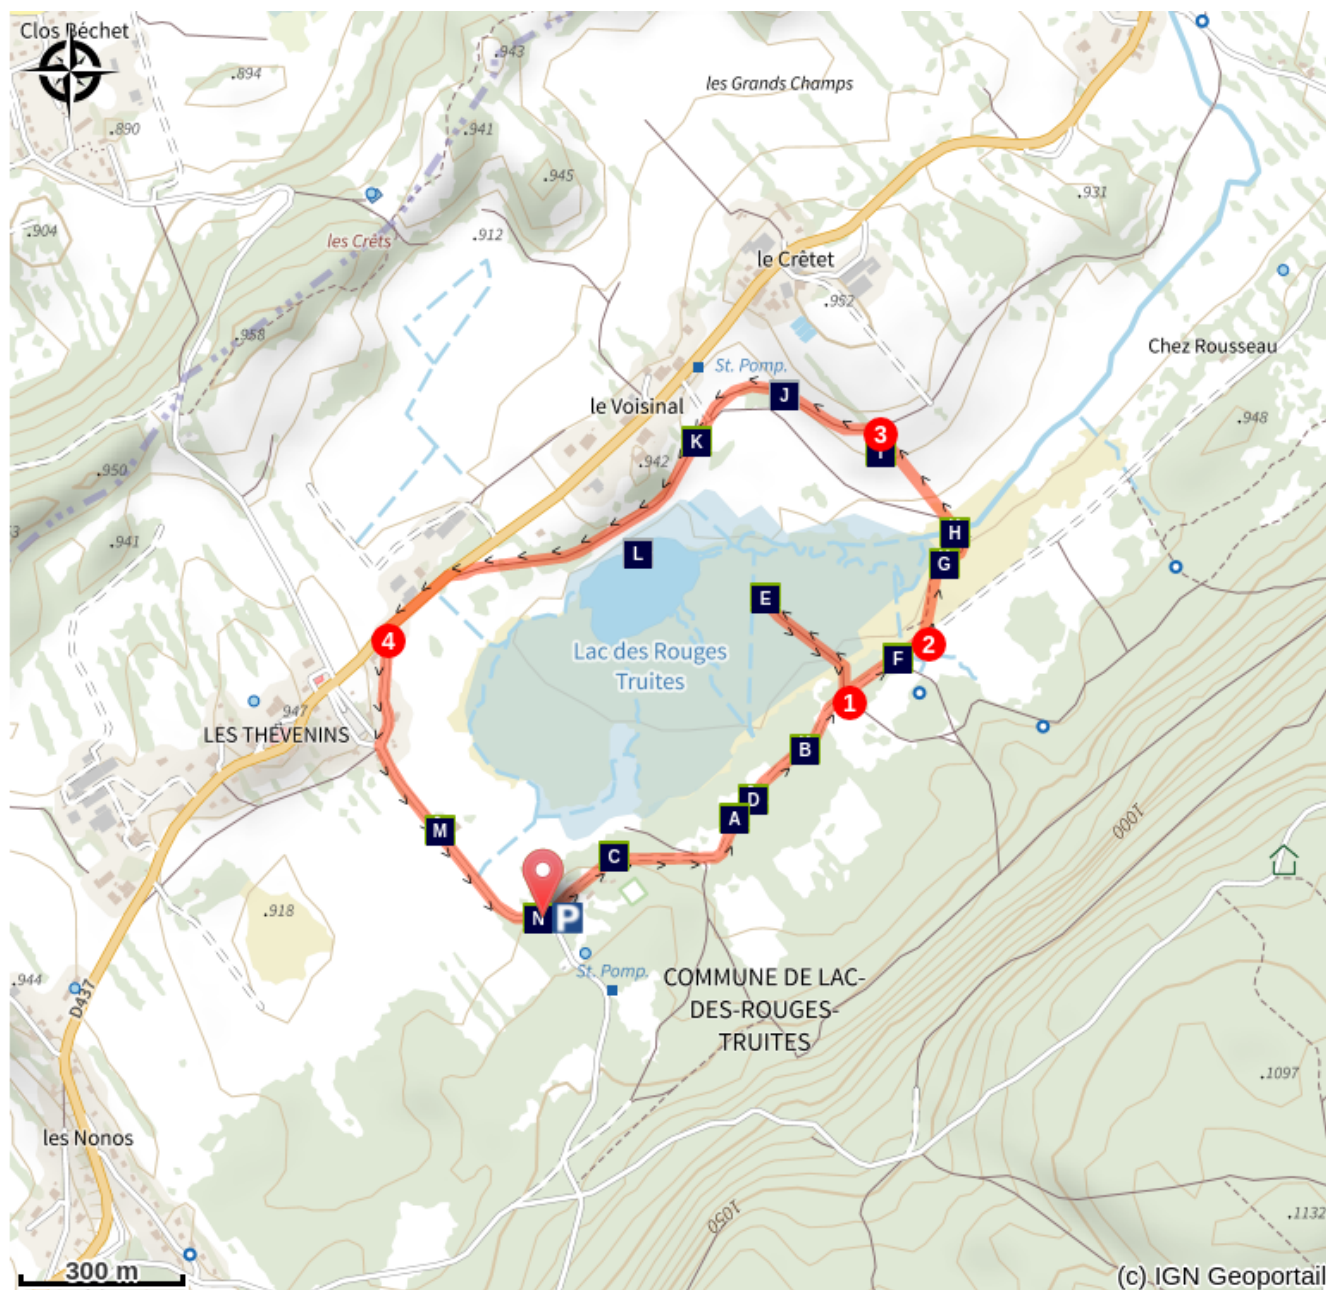 Clos Béchet
943
894
les Grands Champs
890
941
945
931
904
les Crêts
912
le Crêtet
952
958
Chez Rousseau
St. Pomp.
J
le Voisinal
948
3
K
I
942
950
H
941
L
G
E
4
2
Lac des Rouges
Truites
F
1
947
LES THÉVENINS
B
D
A
M
1000
C
N P
918
St. Pomp.
944
COMMUNE DE LAC-
DES-ROUGES-
TRUITES
D437
1097
les Nonos
1050
1132
300 m
(c) IGN Geoportail